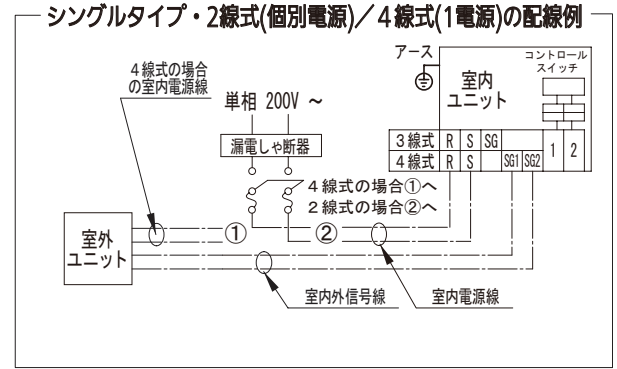 シングルタイプ・2線式(個別電源)／４線式(1電源)の配線例
４線式の場合
の室内電源線
単相 200V ～
漏電しゃ断器
４線式の場合①へ
２線式の場合②へ
アース
室内
ユニット
コントロール
スイッチ
３線式 R S SG
４線式 R S SG1 SG2
1 2
室外
ユニット
①
②
室内外信号線
室内電源線